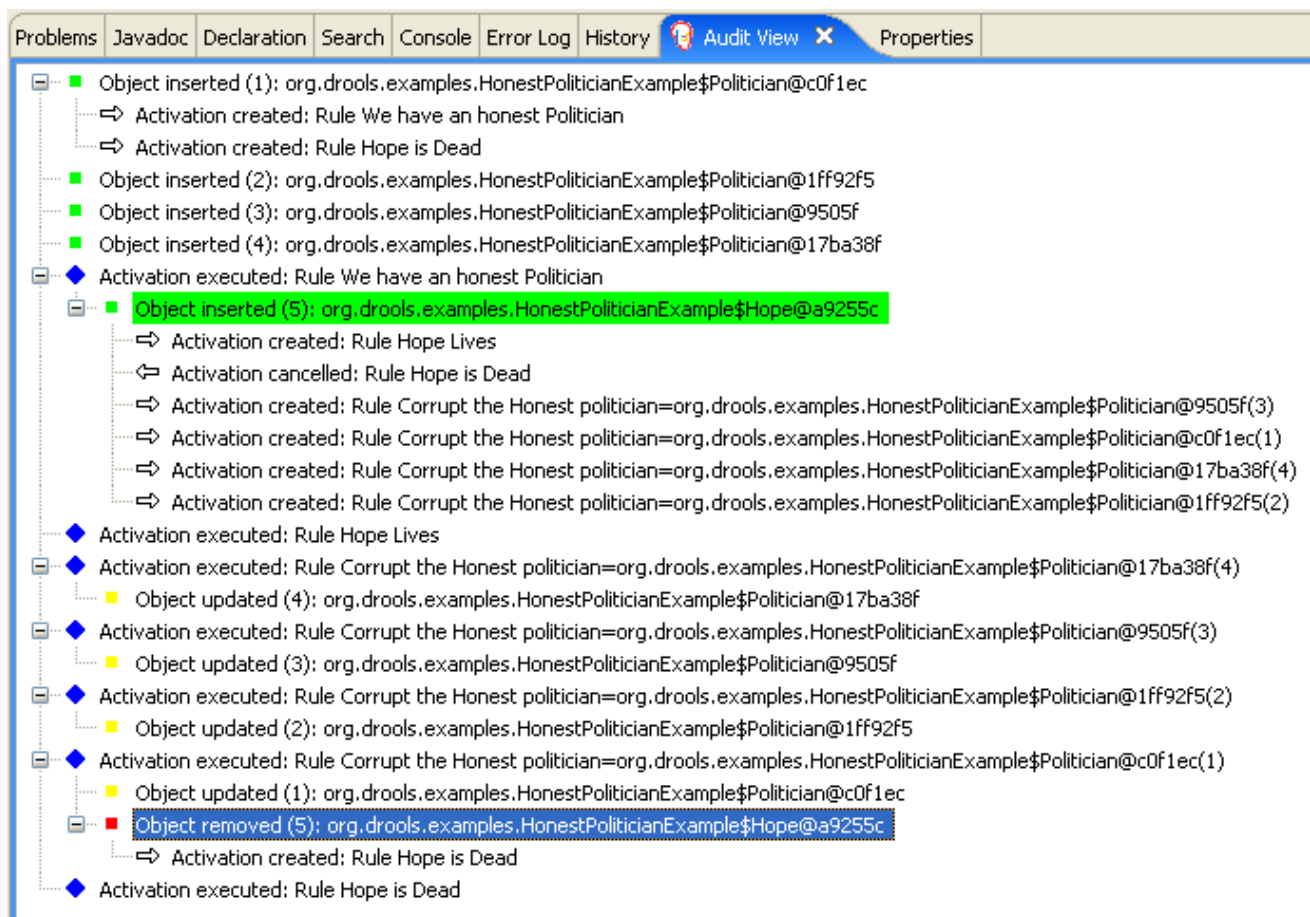 Problems Javadoc Declaration Search Console Error Log History Audit View Properties
Object inserted (1): org.drools.examples.HonestPoliticianExample$Politician@c0f1ec
Activation created: Rule We have an honest Politician
Activation created: Rule Hope is Dead
Object inserted (2): org.drools.examples.HonestPoliticianExample$Politician@1ff92f5
Object inserted (3): org.drools.examples.HonestPoliticianExample$Politician@9505f
Object inserted (4): org.drools.examples.HonestPoliticianExample$Politician@17ba38f
Activation executed: Rule We have an honest Politician
Object inserted (5): org.drools.examples.HonestPoliticianExample$Hope@a9255c
Activation created: Rule Hope Lives
Activation cancelled: Rule Hope is Dead
Activation created: Rule Corrupt the Honest politician=org.drools.examples.HonestPoliticianExample$Politician@9505f(3)
Activation created: Rule Corrupt the Honest politician=org.drools.examples.HonestPoliticianExample$Politician@c0f1ec(1)
Activation created: Rule Corrupt the Honest politician=org.drools.examples.HonestPoliticianExample$Politician@17ba38f(4)
Activation created: Rule Corrupt the Honest politician=org.drools.examples.HonestPoliticianExample$Politician@1ff92f5(2)
Activation executed: Rule Hope Lives
Activation executed: Rule Corrupt the Honest politician=org.drools.examples.HonestPoliticianExample$Politician@17ba38f(4)
Object updated (4): org.drools.examples.HonestPoliticianExample$Politician@17ba38f
Activation executed: Rule Corrupt the Honest politician=org.drools.examples.HonestPoliticianExample$Politician@9505f(3)
Object updated (3): org.drools.examples.HonestPoliticianExample$Politician@9505f
Activation executed: Rule Corrupt the Honest politician=org.drools.examples.HonestPoliticianExample$Politician@1ff92f5(2)
Object updated (2): org.drools.examples.HonestPoliticianExample$Politician@1ff92f5
Activation executed: Rule Corrupt the Honest politician=org.drools.examples.HonestPoliticianExample$Politician@c0f1ec(1)
Object updated (1): org.drools.examples.HonestPoliticianExample$Politician@c0f1ec
Object removed (5): org.drools.examples.HonestPoliticianExample$Hope@a9255c
Activation created: Rule Hope is Dead
Activation executed: Rule Hope is Dead